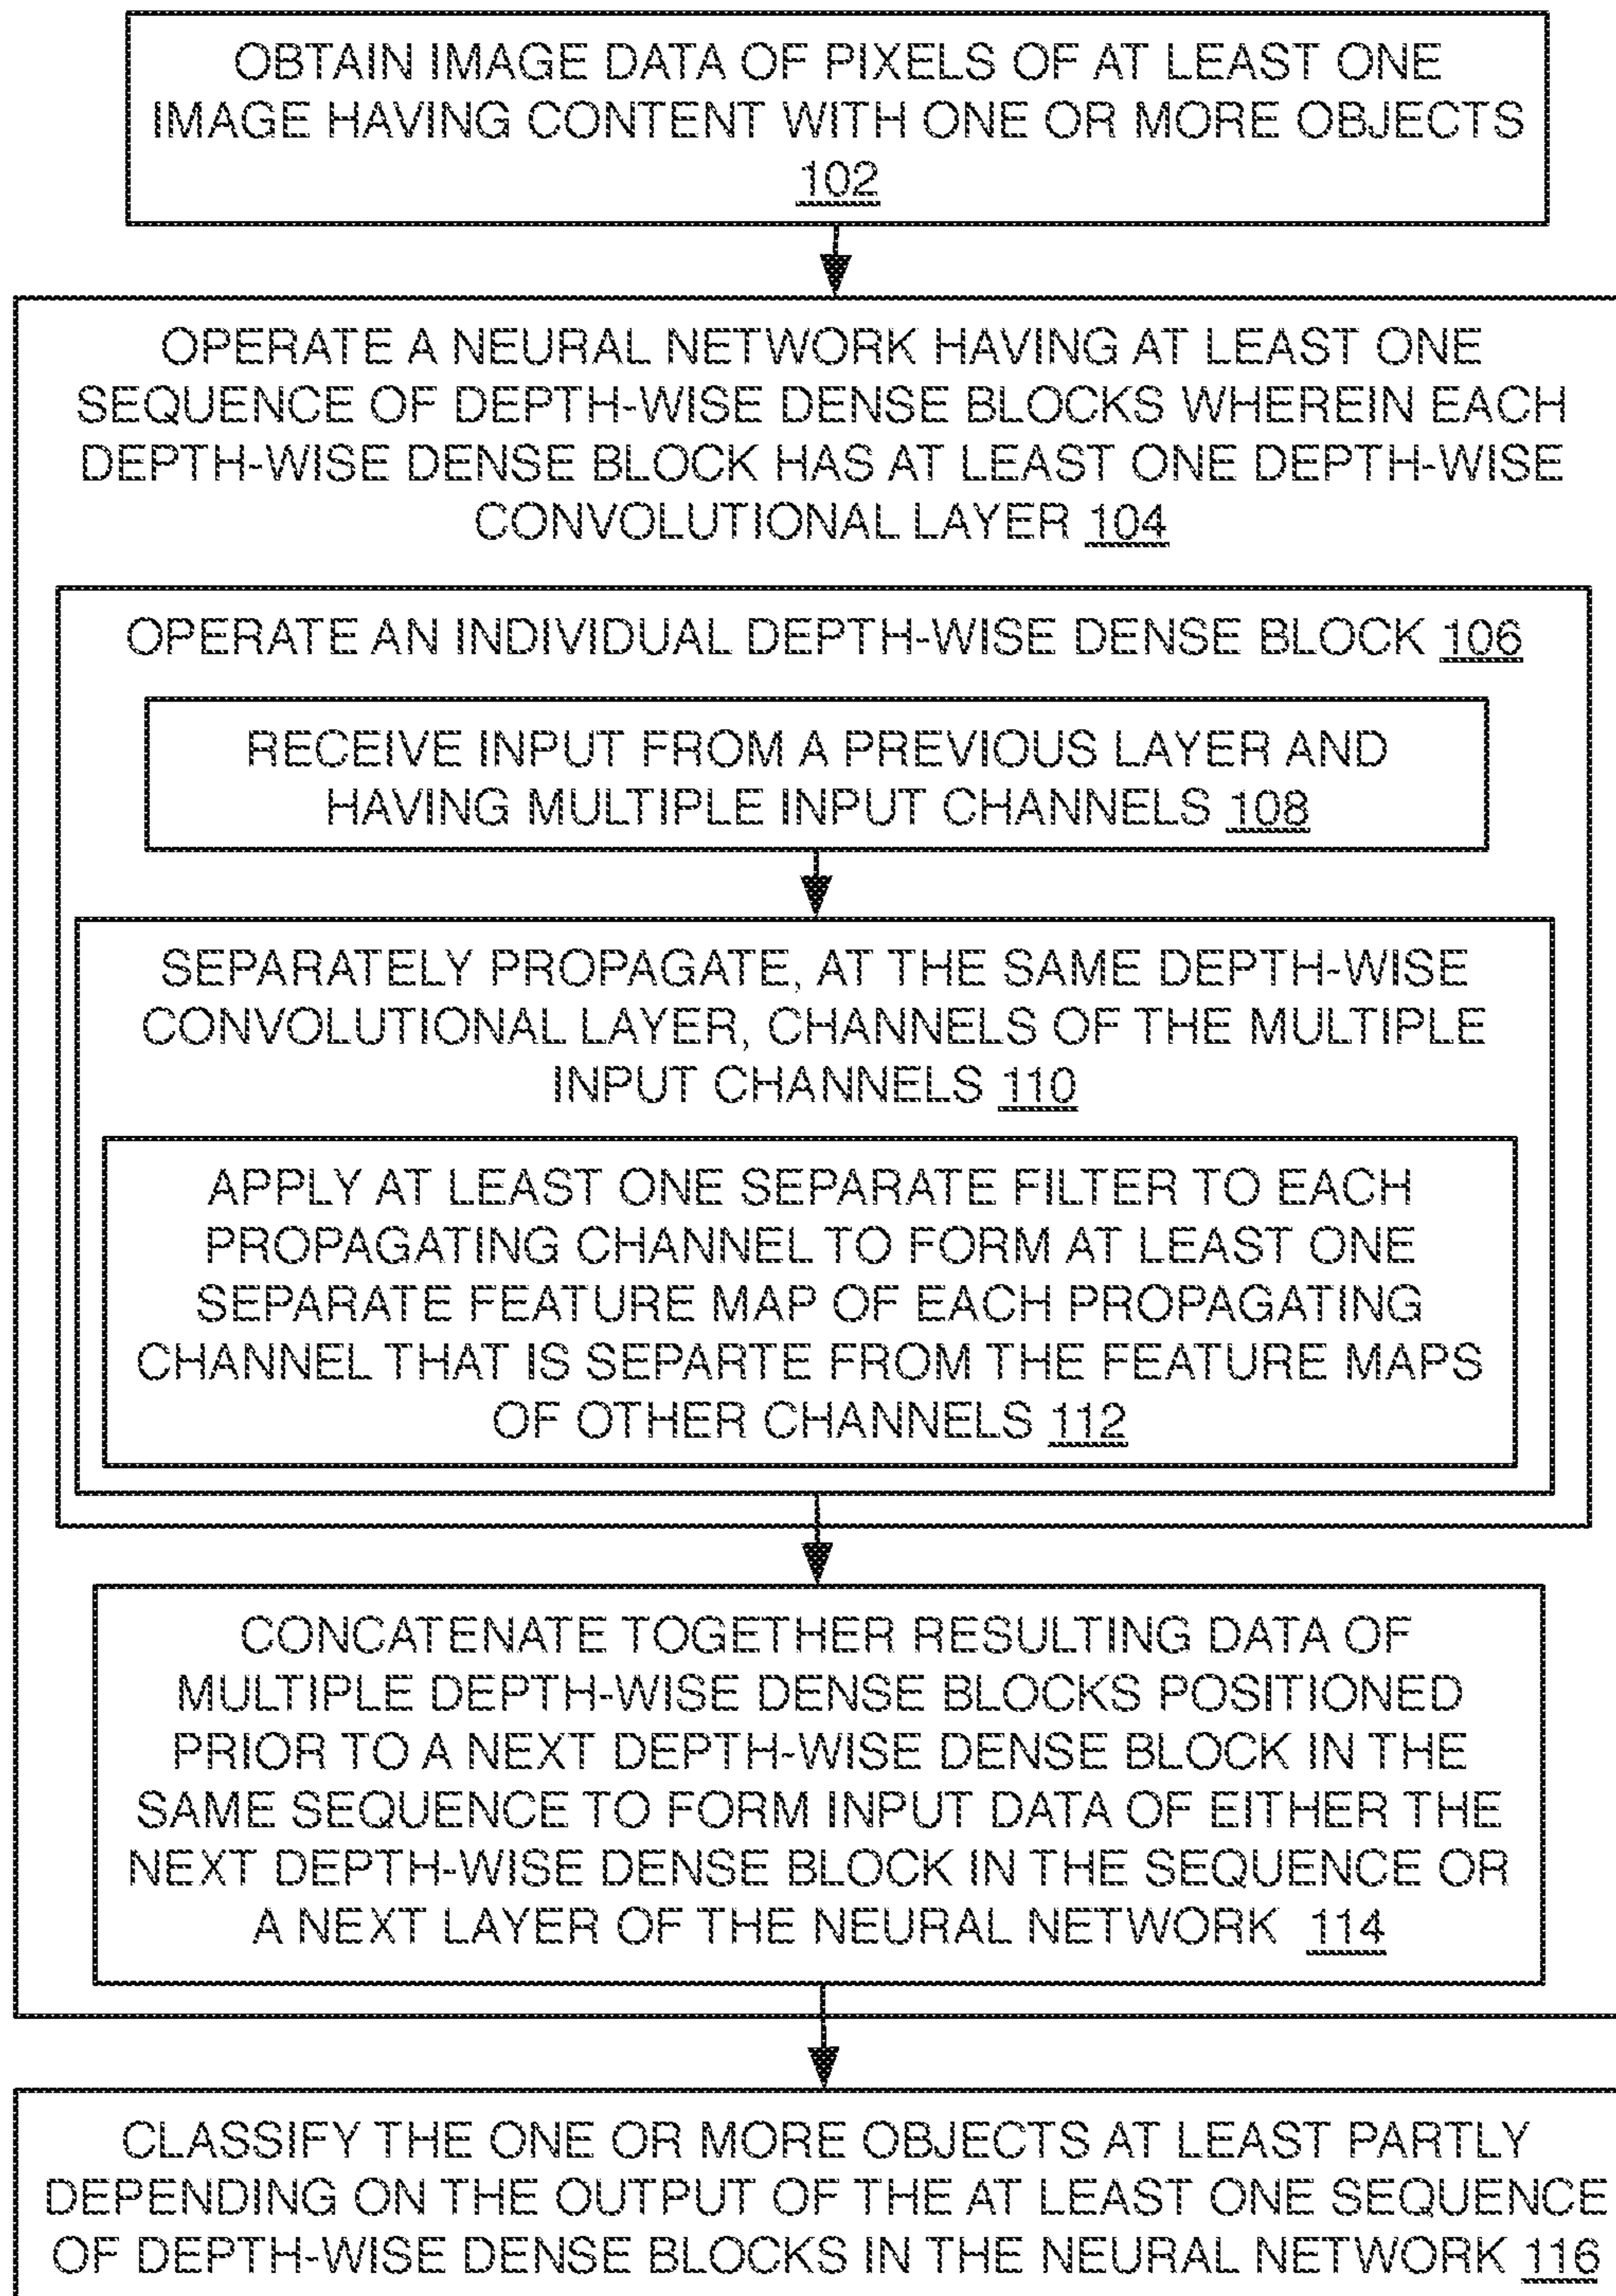 OBTAIN IMAGE DATA OF PIXELS OF AT LEAST ONE
IMAGE HAVING CONTENT WITH ONE OR MORE OBJECTS
102
OPERATE A NEURAL NETWORK HAVING AT LEAST ONE
SEQUENCE OF DEPTH-WISE DENSE BLOCKS WHEREIN EACH
DEPTH-WISE DENSE BLOCK HAS AT LEAST ONE DEPTH-WISE
CONVOLUTIONAL LAYER 104
OPERATE AN INDIVIDUAL DEPTH-WISE DENSE BLOCK 106
RECEIVE INPUT FROM A PREVIOUS LAYER AND
HAVING MULTIPLE INPUT CHANNELS 108
SEPARATELY PROPAGATE, AT THE SAME DEPTH-WISE
CONVOLUTIONAL LAYER, CHANNELS OF THE MULTIPLE
INPUT CHANNELS 110
APPLY AT LEAST ONE SEPARATE FILTER TO EACH
PROPAGATING CHANNEL TO FORM AT LEAST ONE
SEPARATE FEATURE MAP OF EACH PROPAGATING
CHANNEL THAT IS SEPARTE FROM THE FEATURE MAPS
OF OTHER CHANNELS 112
CONCATENATE TOGETHER RESULTING DATA OF
MULTIPLE DEPTH-WISE DENSE BLOCKS POSITIONED
PRIOR TO A NEXT DEPTH-WISE DENSE BLOCK IN THE
SAME SEQUENCE TO FORM INPUT DATA OF EITHER THE
NEXT DEPTH-WISE DENSE BLOCK IN THE SEQUENCE OR
A NEXT LAYER OF THE NEURAL NETWORK 114
CLASSIFY THE ONE OR MORE OBJECTS AT LEAST PARTLY
DEPENDING ON THE OUTPUT OF THE AT LEAST ONE SEQUENCE
OF DEPTH-WISE DENSE BLOCKS IN THE NEURAL NETWORK 116